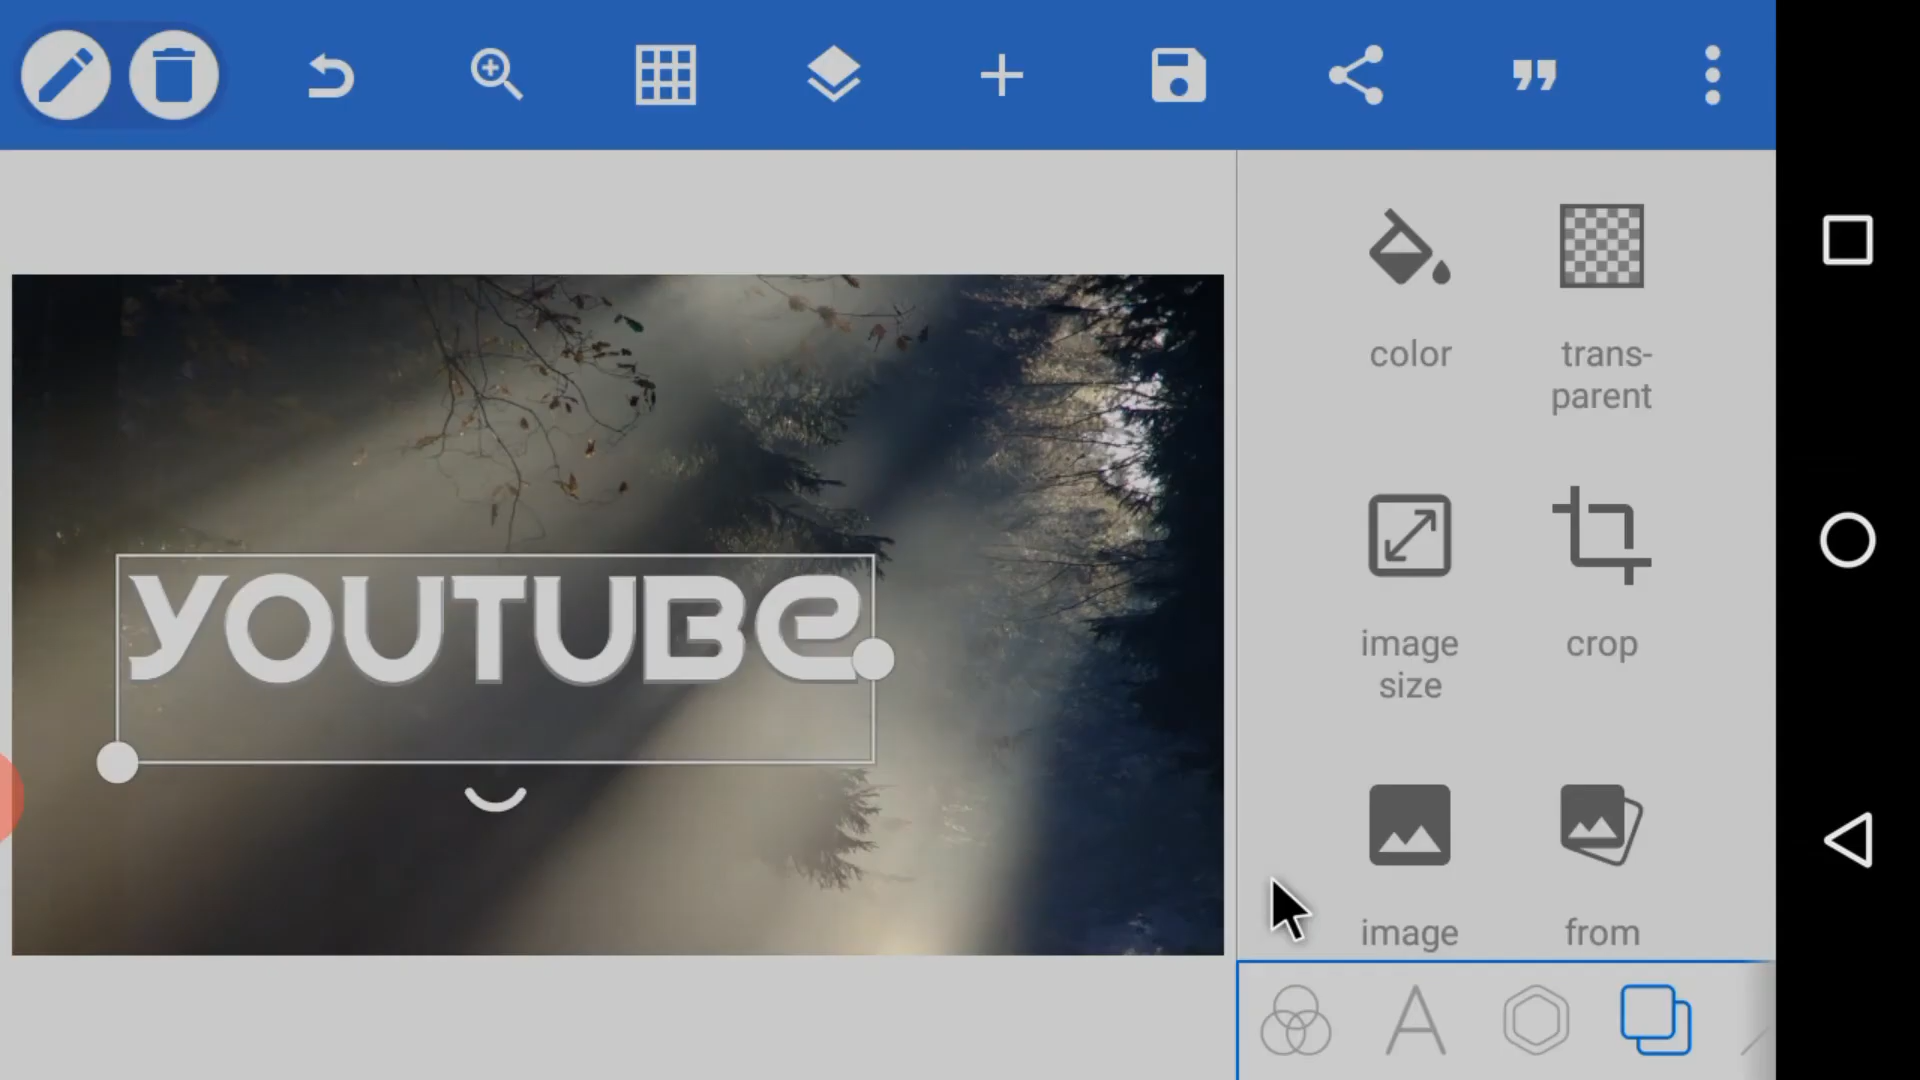 color
trans-
parent
YOUTUBE
image
size
crop
image
from